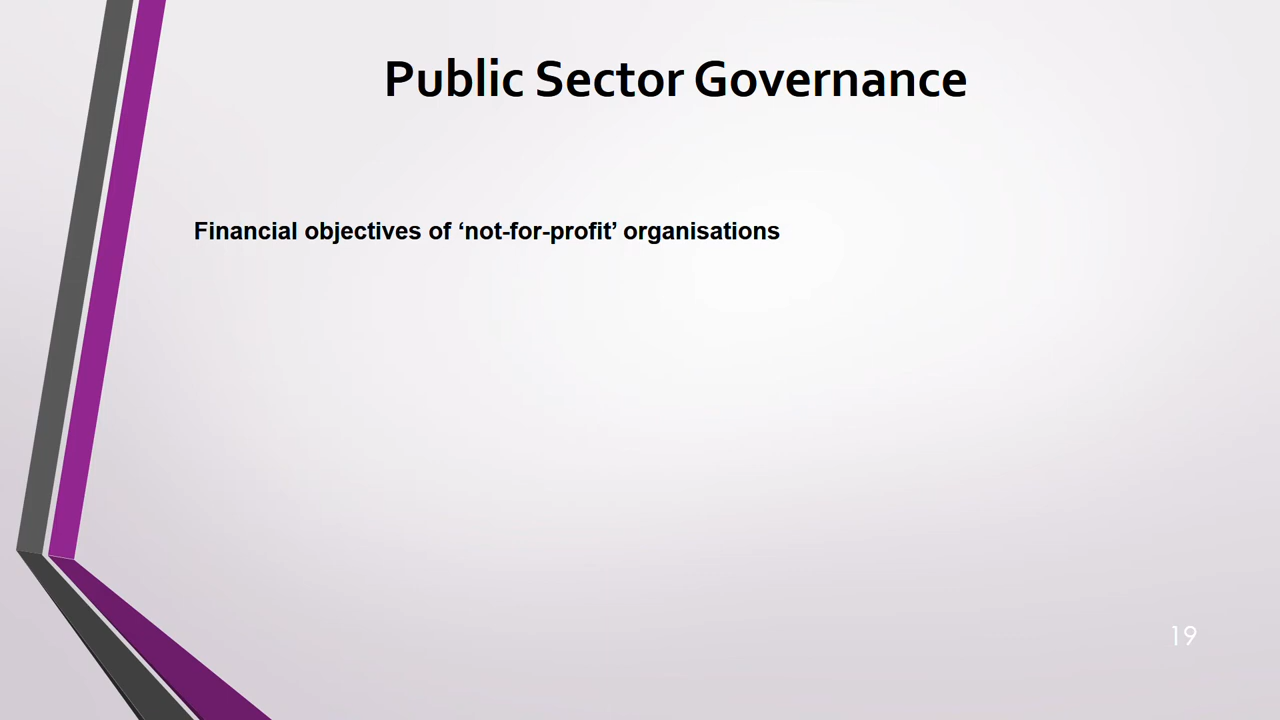 Public Sector Governance
Financial objectives of ‘not-for-profit’ organisations
19